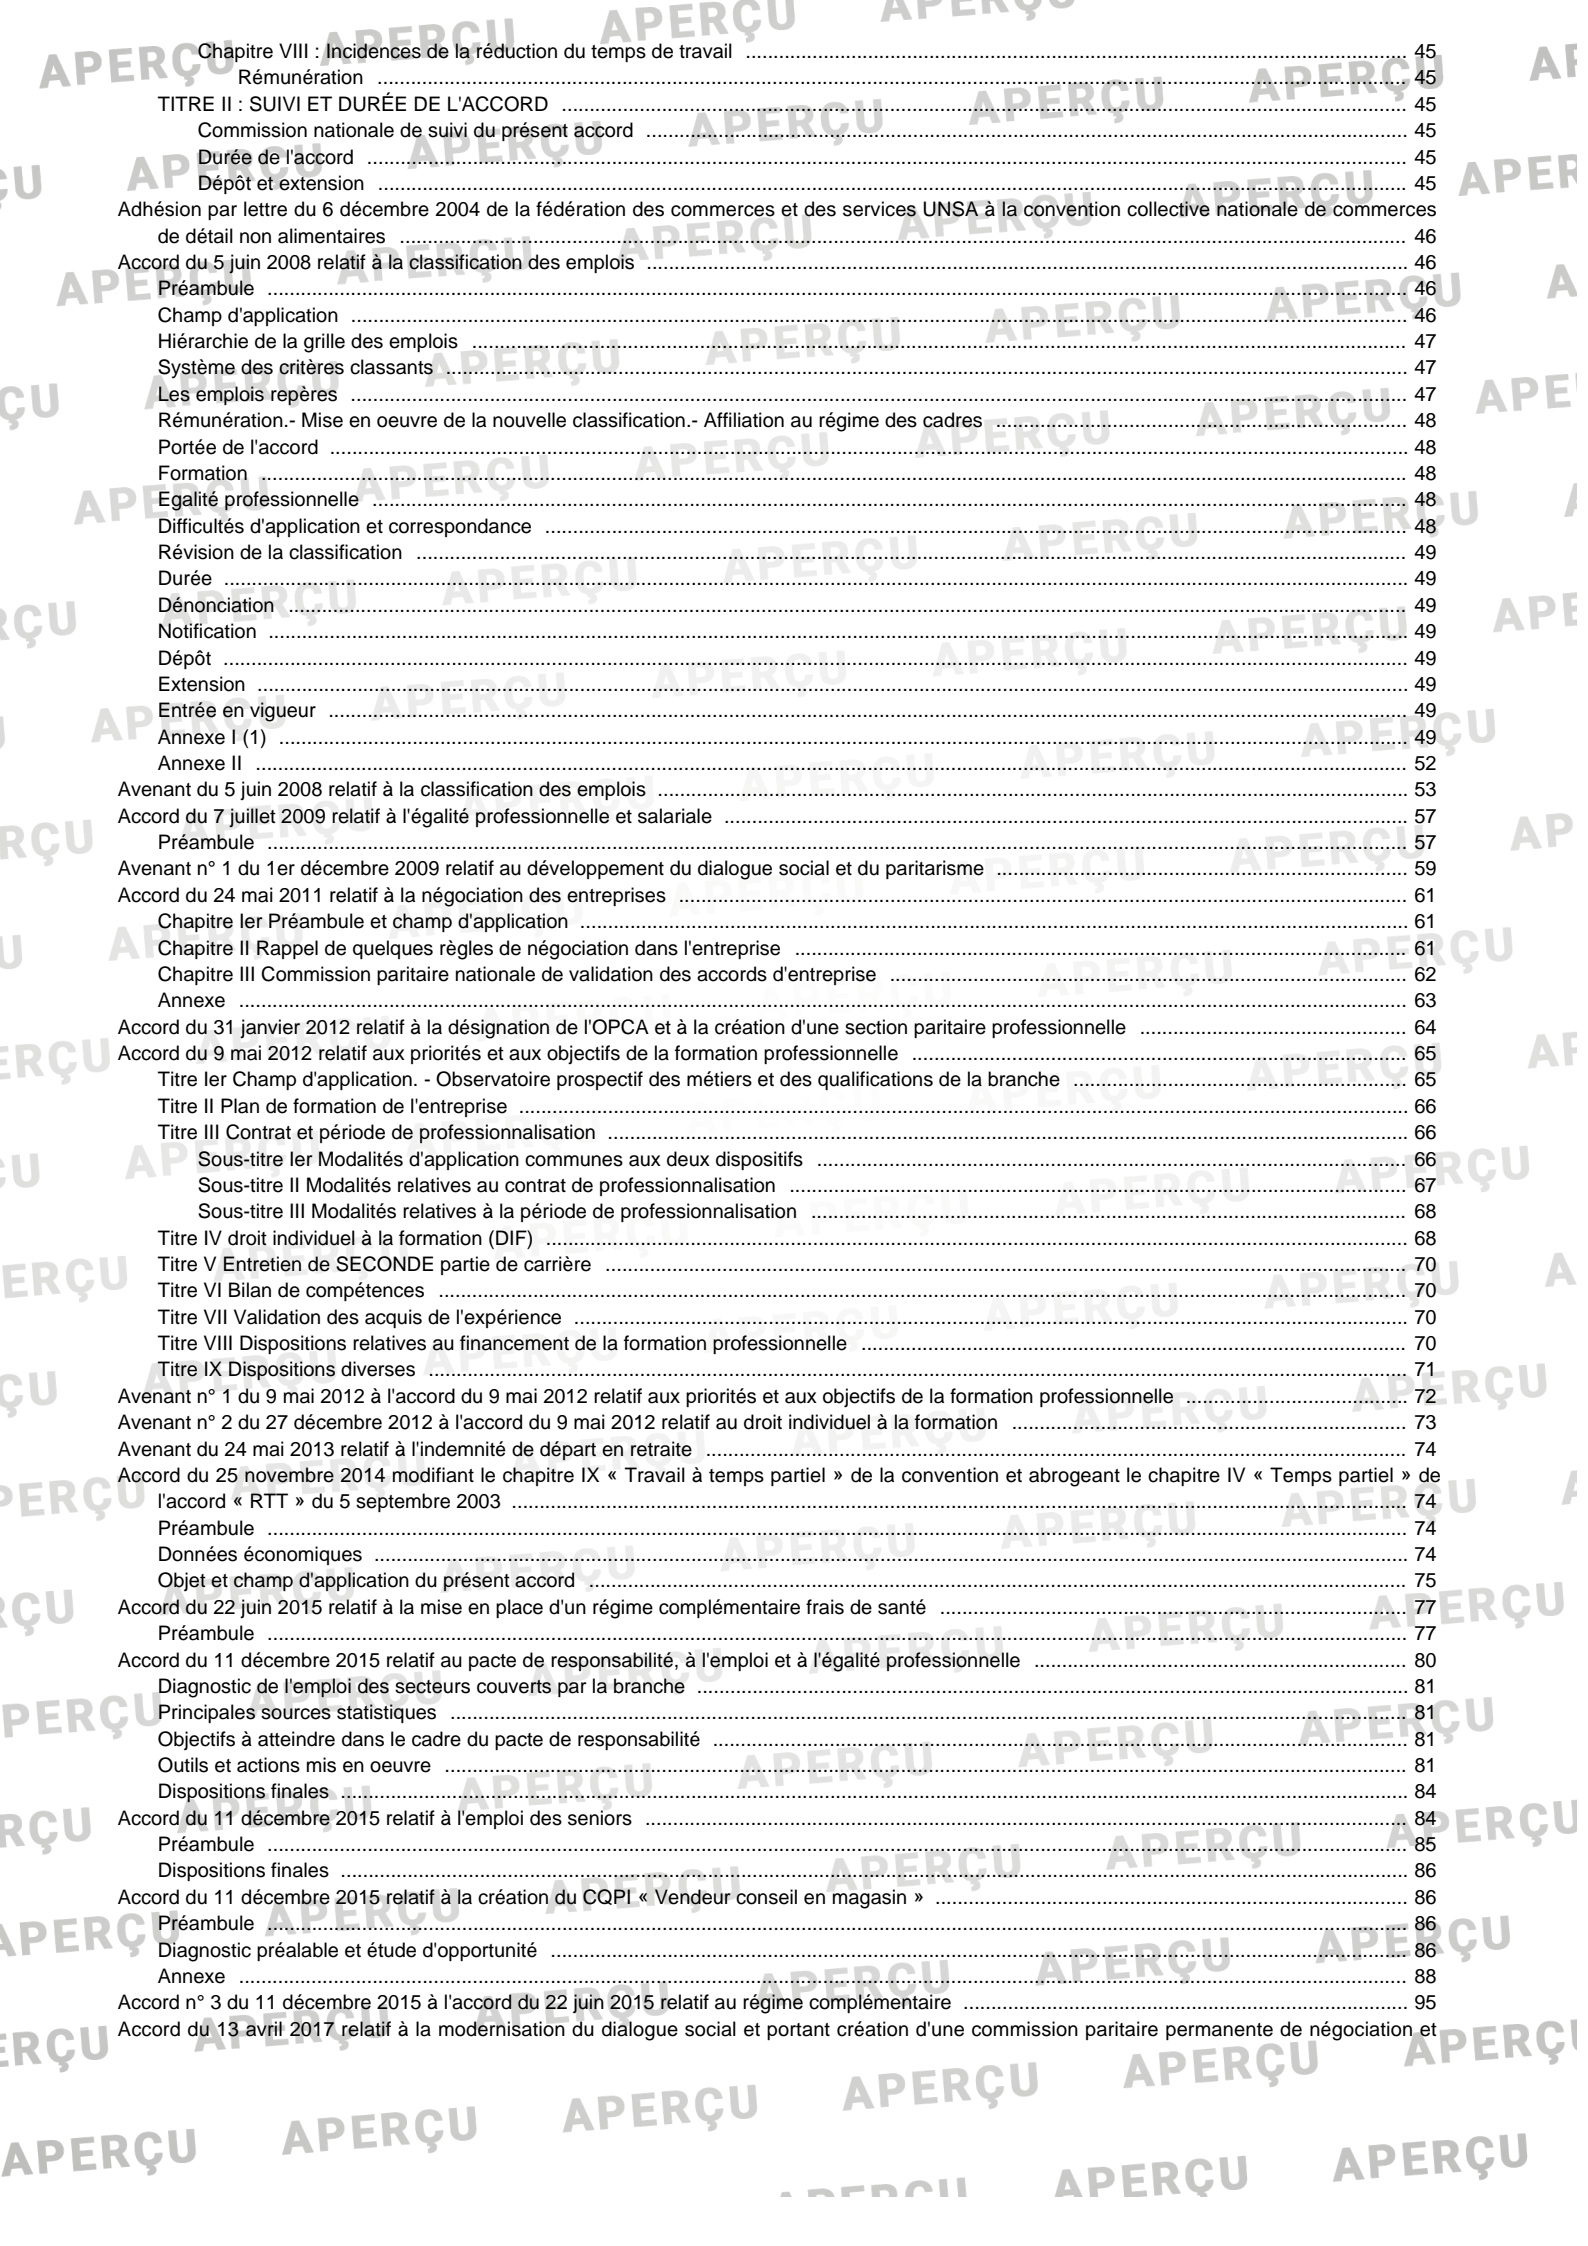 Chapitre VIII : Incidences de la réduction du temps de travail ........ 45
Rémunération ........ 45
TITRE II : SUIVI ET DURÉE DE L'ACCORD ........ 45
Commission nationale de suivi du présent accord ........ 45
Durée de l'accord ........ 45
Dépôt et extension ........ 45
Adhésion par lettre du 6 décembre 2004 de la fédération des commerces et des services UNSA à la convention collective nationale de commerces
de détail non alimentaires ........ 46
Accord du 5 juin 2008 relatif à la classification des emplois ........ 46
Préambule ........ 46
Champ d'application ........ 46
Hiérarchie de la grille des emplois ........ 47
Système des critères classants ........ 47
Les emplois repères ........ 47
Rémunération.- Mise en oeuvre de la nouvelle classification.- Affiliation au régime des cadres ........ 48
Portée de l'accord ........ 48
Formation ........ 48
Egalité professionnelle ........ 48
Difficultés d'application et correspondance ........ 48
Révision de la classification ........ 49
Durée ........ 49
Dénonciation ........ 49
Notification ........ 49
Dépôt ........ 49
Extension ........ 49
Entrée en vigueur ........ 49
Annexe I (1) ........ 49
Annexe II ........ 52
Avenant du 5 juin 2008 relatif à la classification des emplois ........ 53
Accord du 7 juillet 2009 relatif à l'égalité professionnelle et salariale ........ 57
Préambule ........ 57
Avenant n° 1 du 1er décembre 2009 relatif au développement du dialogue social et du paritarisme ........ 59
Accord du 24 mai 2011 relatif à la négociation des entreprises ........ 61
Chapitre Ier Préambule et champ d'application ........ 61
Chapitre II Rappel de quelques règles de négociation dans l'entreprise ........ 61
Chapitre III Commission paritaire nationale de validation des accords d'entreprise ........ 62
Annexe ........ 63
Accord du 31 janvier 2012 relatif à la désignation de l'OPCA et à la création d'une section paritaire professionnelle ........ 64
Accord du 9 mai 2012 relatif aux priorités et aux objectifs de la formation professionnelle ........ 65
Titre Ier Champ d'application. - Observatoire prospectif des métiers et des qualifications de la branche ........ 65
Titre II Plan de formation de l'entreprise ........ 66
Titre III Contrat et période de professionnalisation ........ 66
Sous-titre Ier Modalités d'application communes aux deux dispositifs ........ 66
Sous-titre II Modalités relatives au contrat de professionnalisation ........ 67
Sous-titre III Modalités relatives à la période de professionnalisation ........ 68
Titre IV droit individuel à la formation (DIF) ........ 68
Titre V Entretien de SECONDE partie de carrière ........ 70
Titre VI Bilan de compétences ........ 70
Titre VII Validation des acquis de l'expérience ........ 70
Titre VIII Dispositions relatives au financement de la formation professionnelle ........ 70
Titre IX Dispositions diverses ........ 71
Avenant n° 1 du 9 mai 2012 à l'accord du 9 mai 2012 relatif aux priorités et aux objectifs de la formation professionnelle ........ 72
Avenant n° 2 du 27 décembre 2012 à l'accord du 9 mai 2012 relatif au droit individuel à la formation ........ 73
Avenant du 24 mai 2013 relatif à l'indemnité de départ en retraite ........ 74
Accord du 25 novembre 2014 modifiant le chapitre IX « Travail à temps partiel » de la convention et abrogeant le chapitre IV « Temps partiel » de
l'accord « RTT » du 5 septembre 2003 ........ 74
Préambule ........ 74
Données économiques ........ 74
Objet et champ d'application du présent accord ........ 75
Accord du 22 juin 2015 relatif à la mise en place d'un régime complémentaire frais de santé ........ 77
Préambule ........ 77
Accord du 11 décembre 2015 relatif au pacte de responsabilité, à l'emploi et à l'égalité professionnelle ........ 80
Diagnostic de l'emploi des secteurs couverts par la branche ........ 81
Principales sources statistiques ........ 81
Objectifs à atteindre dans le cadre du pacte de responsabilité ........ 81
Outils et actions mis en oeuvre ........ 81
Dispositions finales ........ 84
Accord du 11 décembre 2015 relatif à l'emploi des seniors ........ 84
Préambule ........ 85
Dispositions finales ........ 86
Accord du 11 décembre 2015 relatif à la création du CQPI « Vendeur conseil en magasin » ........ 86
Préambule ........ 86
Diagnostic préalable et étude d'opportunité ........ 86
Annexe ........ 88
Accord n° 3 du 11 décembre 2015 à l'accord du 22 juin 2015 relatif au régime complémentaire ........ 95
Accord du 13 avril 2017 relatif à la modernisation du dialogue social et portant création d'une commission paritaire permanente de négociation et
APERÇU